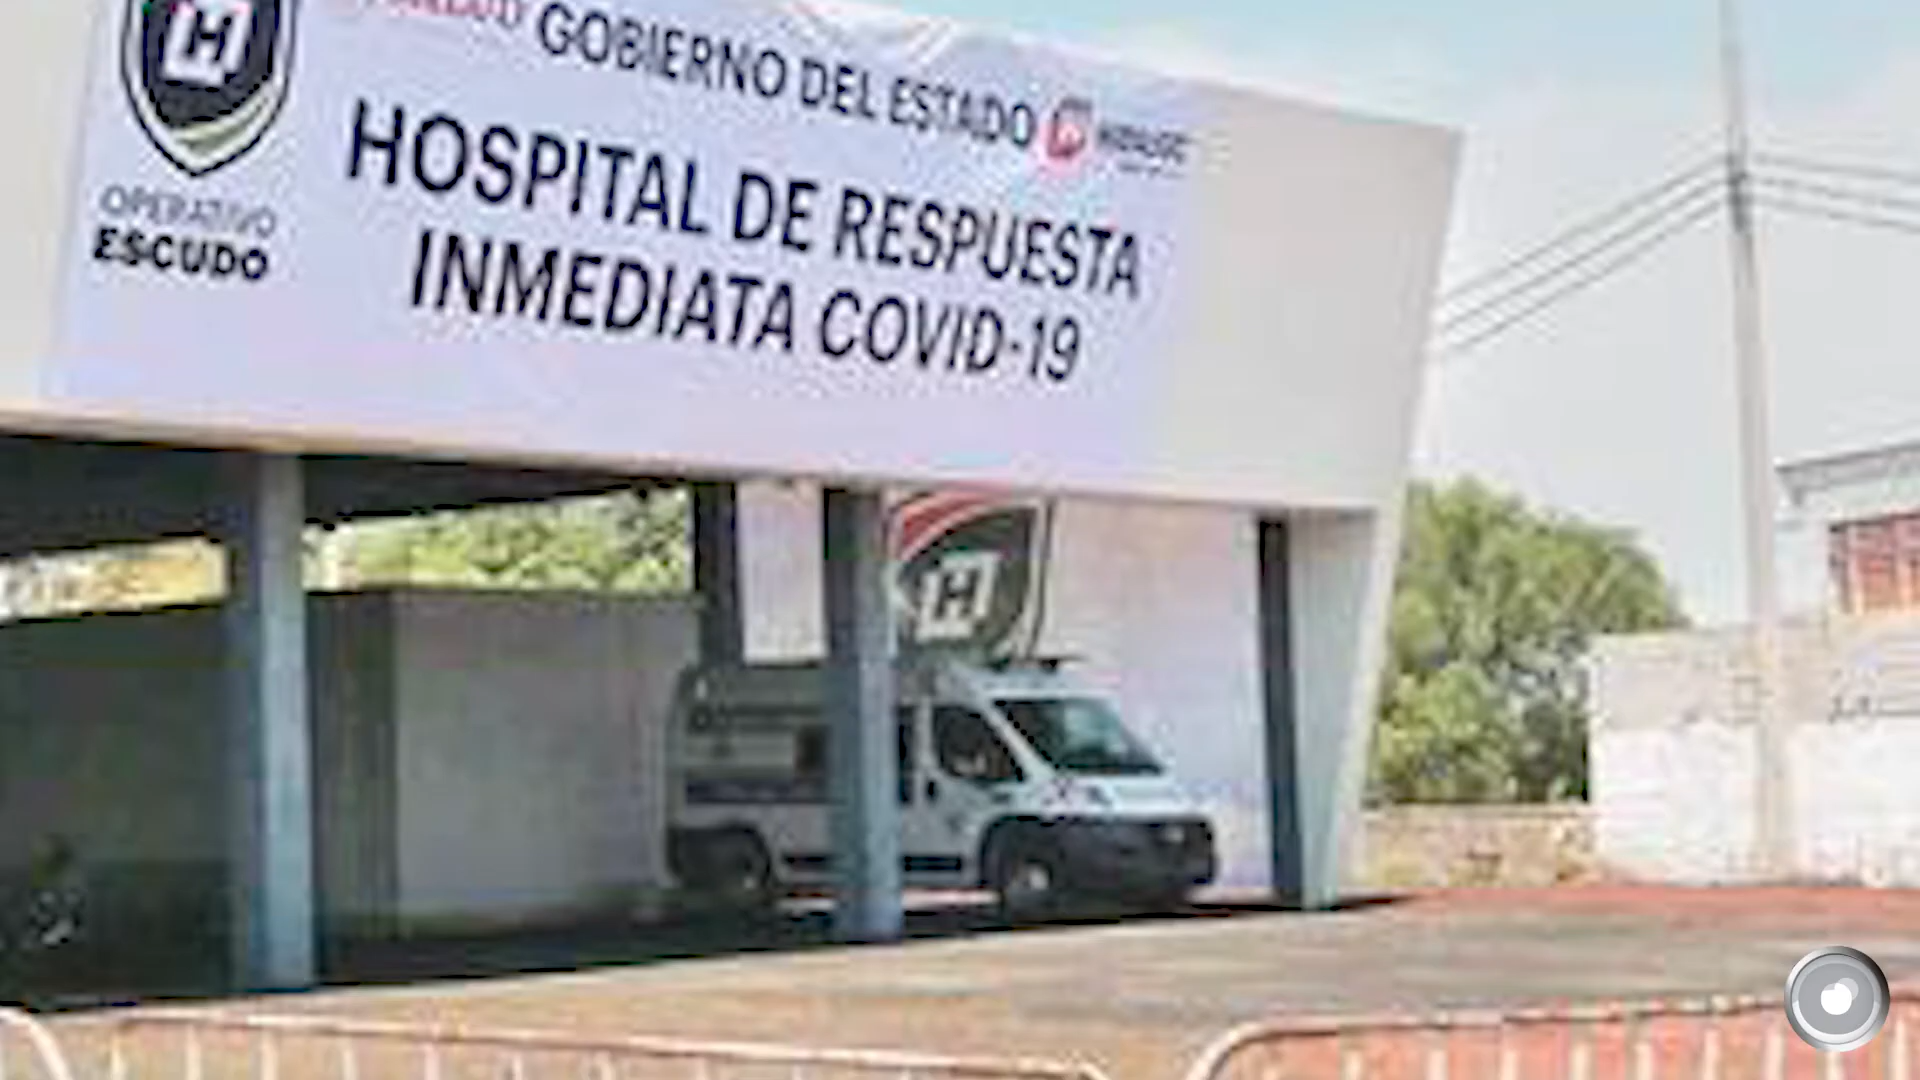 H
GOBIERNO DEL ESTADO
HOSPITAL DE RESPUESTA
INMEDIATA COVID-19
OPERATIVO
ESCUDO
H